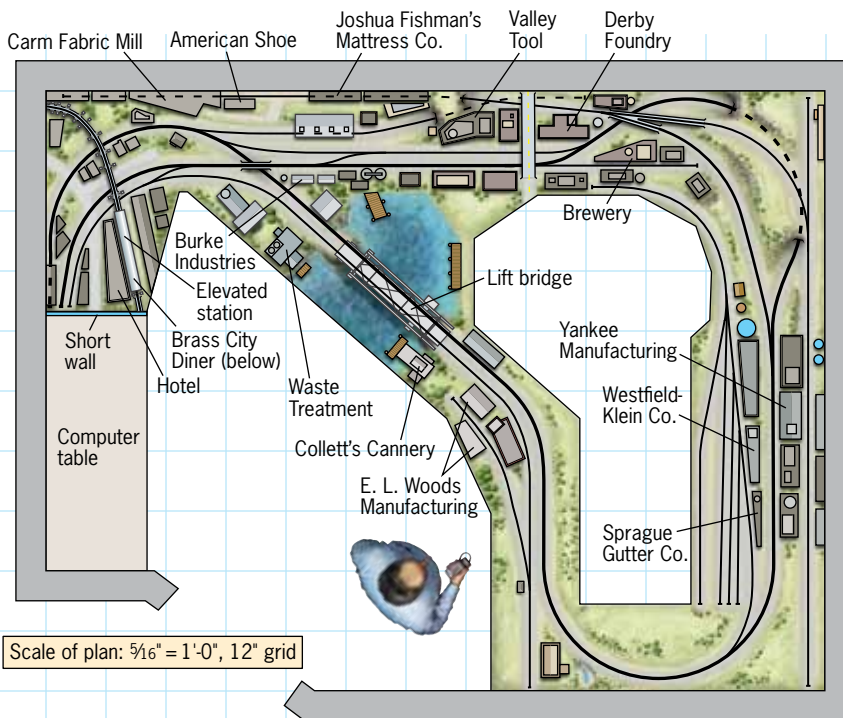 Joshua Fishman's
Mattress Co.
Valley
Tool
Derby
Foundry
Carm Fabric Mill
American Shoe
Brewery
Burke
Industries
Elevated
station
Lift bridge
Brass City
Diner (below)
Short
wall
Hotel
Waste
Treatment
Yankee
Manufacturing
Westfield-
Klein Co.
Computer
table
Collett's Cannery
E. L. Woods
Manufacturing
Sprague
Gutter Co.
Scale of plan: 5⁄16" = 1'-0", 12" grid